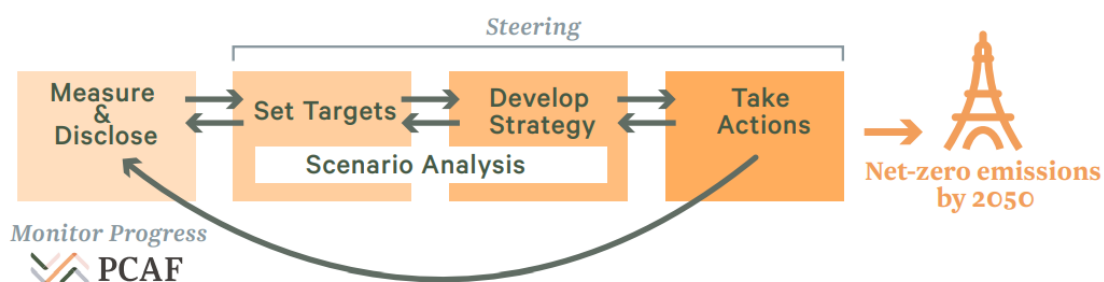 Steering
Measure
&
Disclose
Set Targets
Develop
Strategy
Take
Actions
Scenario Analysis
Net-zero emissions
by 2050
Monitor Progress
PCAF